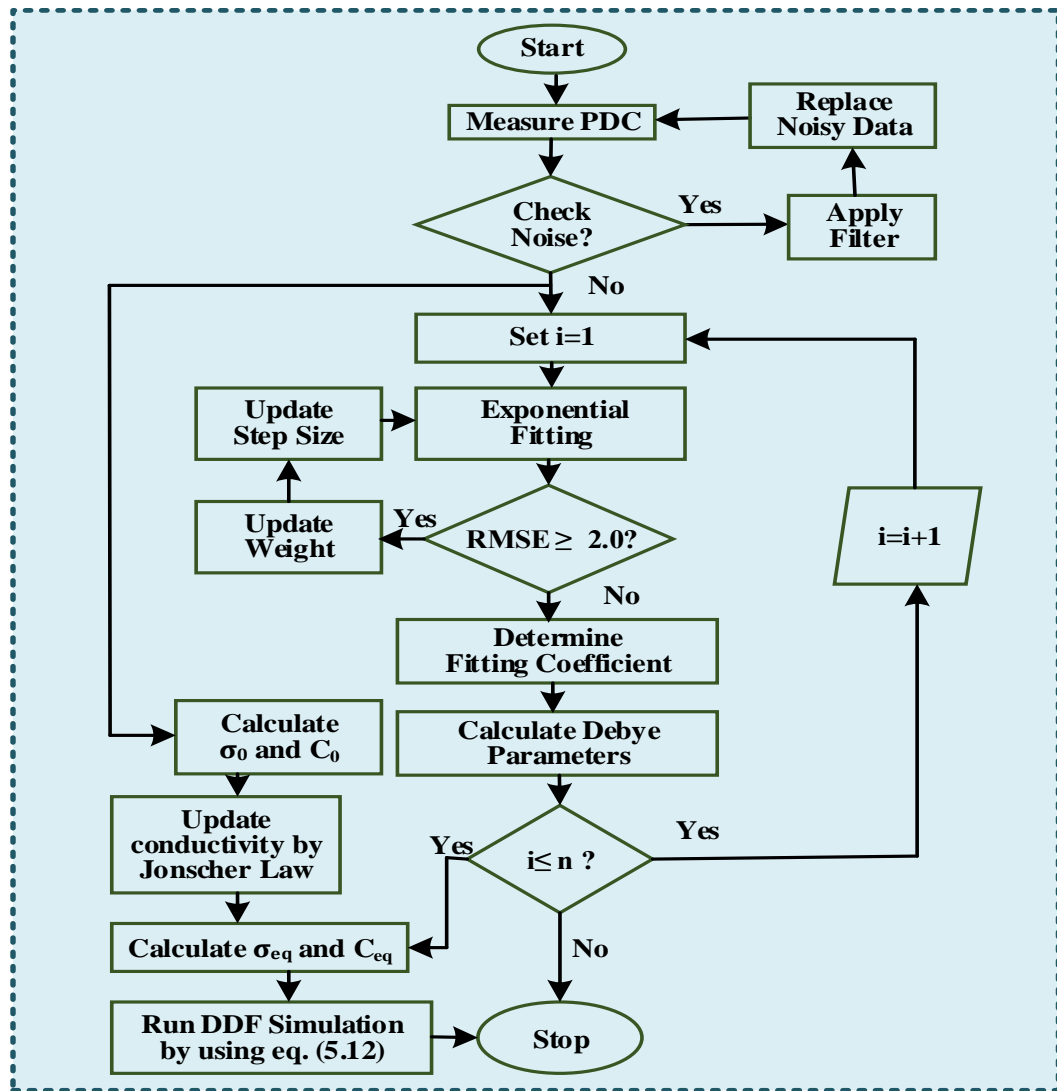 Start
Measure PDC
Replace
Noisy Data
Check
Noise?
Yes
Apply
Filter
No
Set i=1
Update
Step Size
Exponential
Fitting
Update
Weight
Yes
RMSE ≥ 2.0?
i=i+1
No
Determine
Fitting Coefficient
Calculate
σ₀ and C₀
Calculate Debye
Parameters
Update
conductivity by
Jonscher Law
Yes
i≤ n ?
Yes
Calculate σeq and Ceq
No
Run DDF Simulation
by using eq. (5.12)
Stop